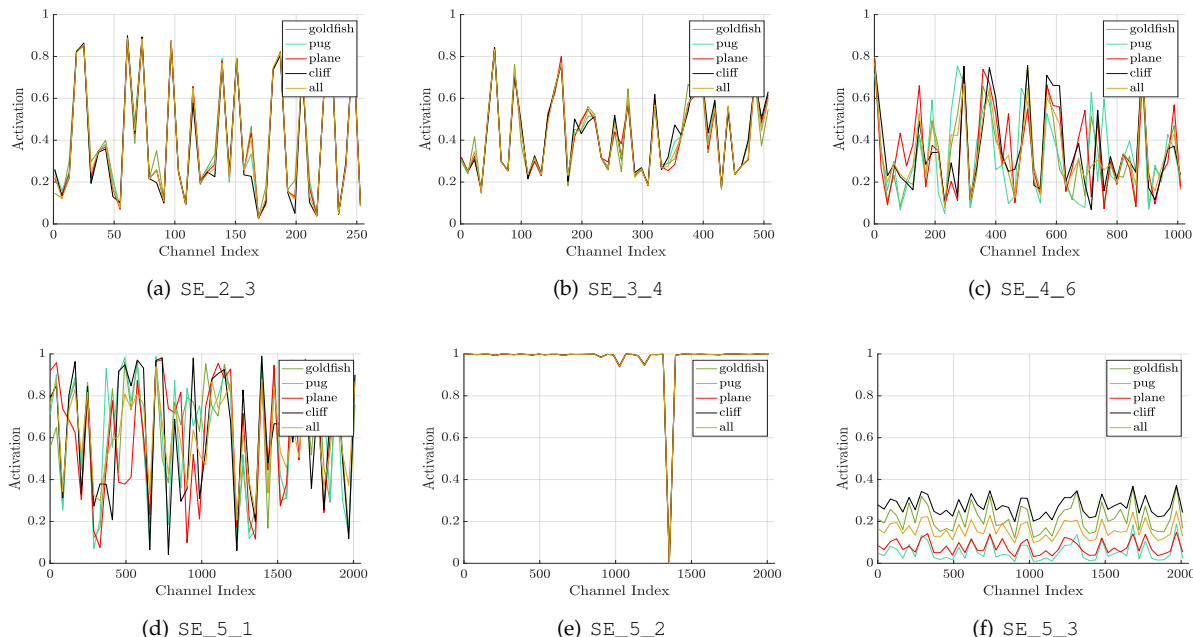 1
0.8
0.6
0.4
0.2
0
0 50 100 150 200 250
Activation
Channel Index
goldfish
pug
plane
cliff
all
(a) SE_2_3
1
0.8
0.6
0.4
0.2
0
0 100 200 300 400 500
Activation
Channel Index
goldfish
pug
plane
cliff
all
(b) SE_3_4
1
0.8
0.6
0.4
0.2
0
0 200 400 600 800 1000
Activation
Channel Index
goldfish
pug
plane
cliff
all
(c) SE_4_6
1
0.8
0.6
0.4
0.2
0
500 1000 1500 2000
Activation
Channel Index
goldfish
pug
plane
cliff
all
(d) SE_5_1
1
0.8
0.6
0.4
0.2
0
0 500 1000 1500 2000
Activation
Channel Index
goldfish
pug
plane
cliff
all
(e) SE_5_2
1
0.8
0.6
0.4
0.2
0
0 500 1000 1500 2000
Activation
Channel Index
goldfish
pug
plane
cliff
all
(f) SE_5_3